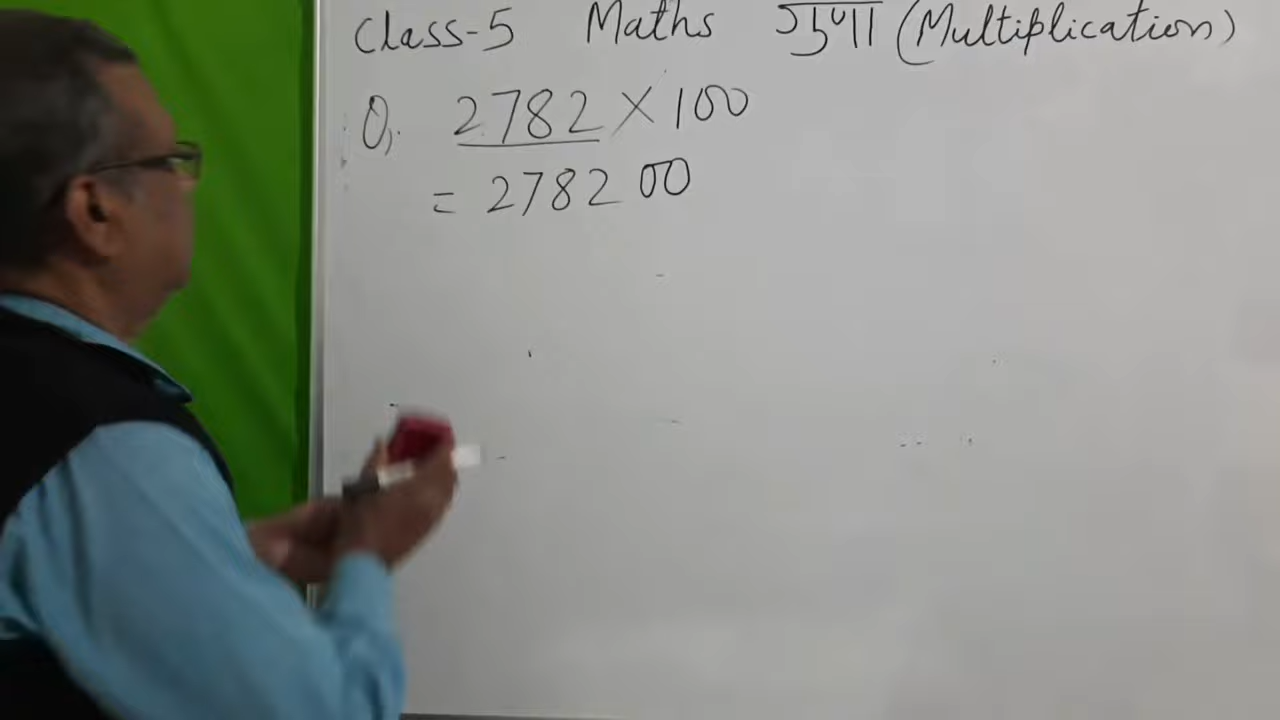 Class-5 Maths गुणा (Multiplication)
Q. 2782 × 100
= 278200